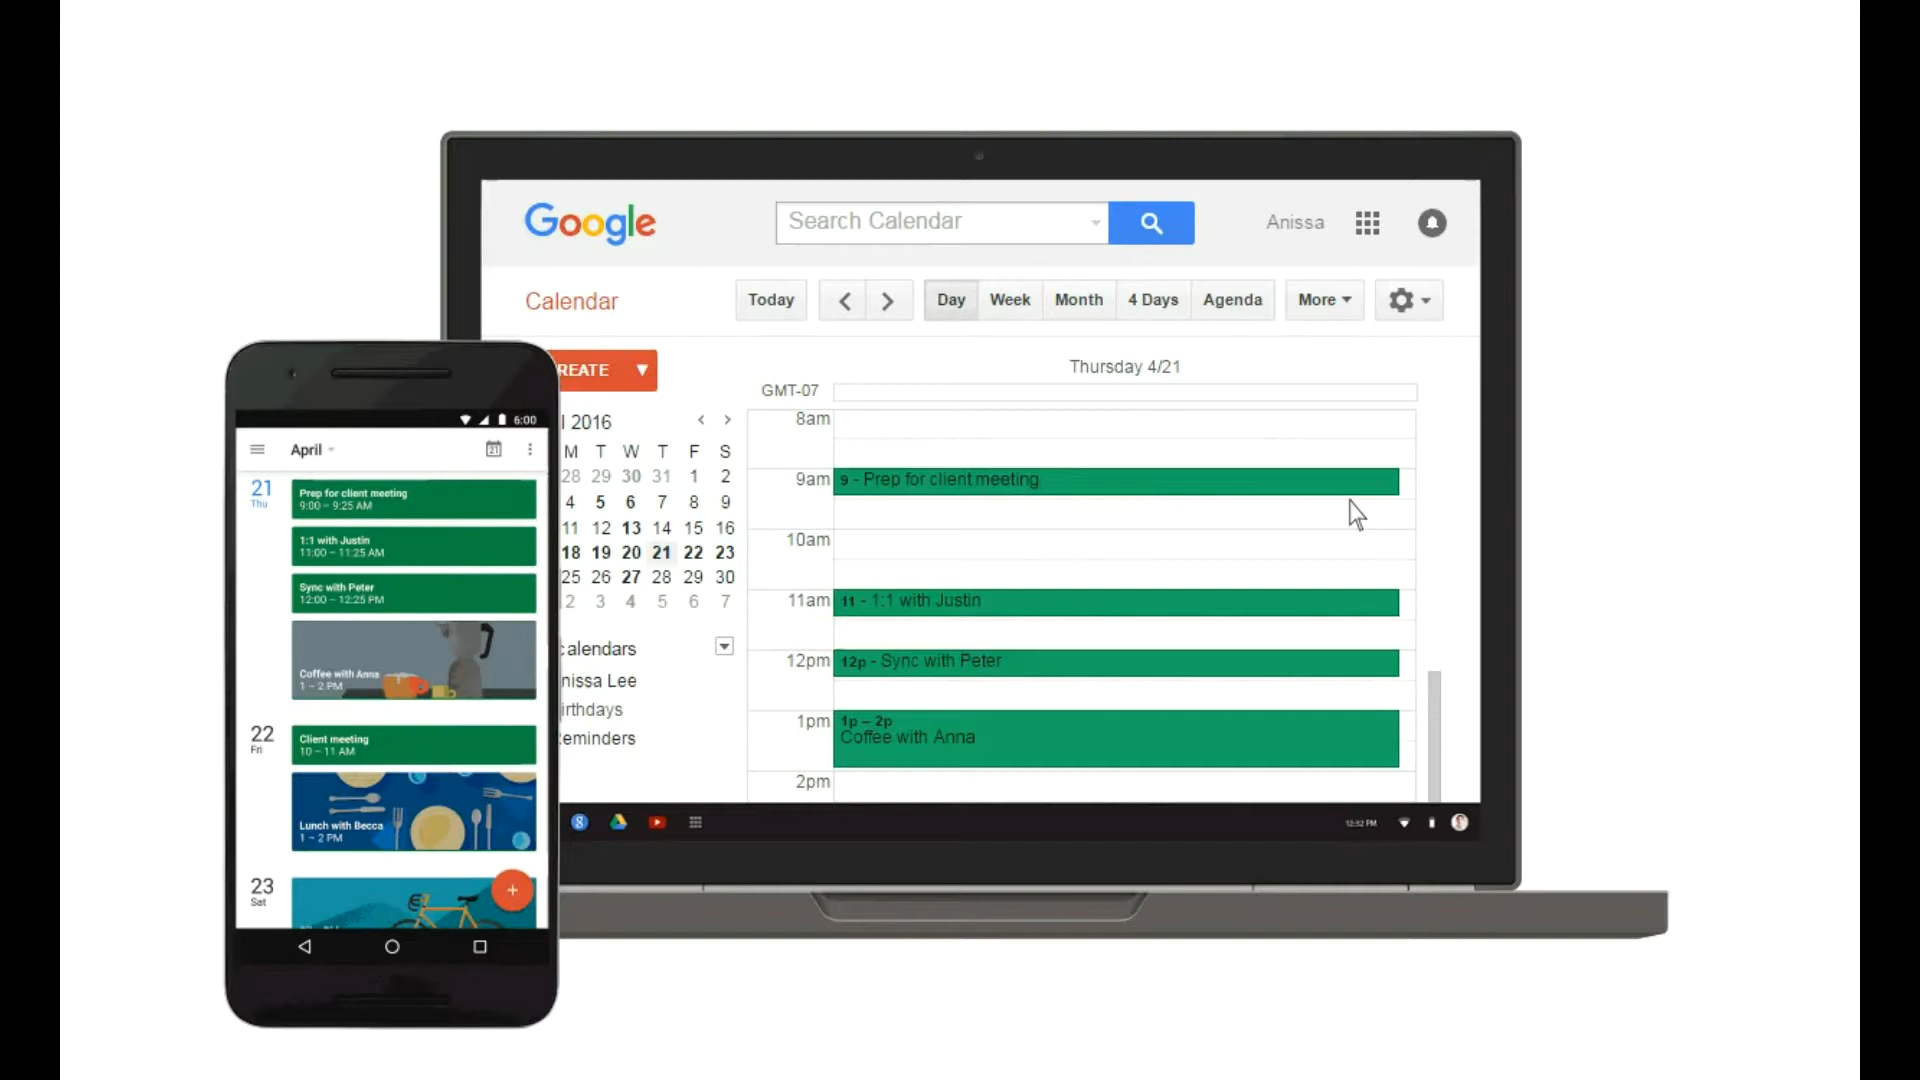 Google
Search Calendar
Anissa
Calendar
Today
Day
Week
Month
4 Days
Agenda
More
REATE
Thursday 4/21
GMT-07
l 2016
M T W T F S
28 29 30 31 1 2
4 5 6 7 8 9
11 12 13 14 15 16
18 19 20 21 22 23
25 26 27 28 29 30
2 3 4 5 6 7
calendars
nissa Lee
irthdays
eminders
8am
9am
9 - Prep for client meeting
10am
11am
11 - 1:1 with Justin
12pm
12p - Sync with Peter
1pm
1p – 2p
Coffee with Anna
2pm
12:52 PM
6:00
April
21
21
Thu
Prep for client meeting
9:00 – 9:25 AM
1:1 with Justin
11:00 – 11:25 AM
Sync with Peter
12:00 – 12:25 PM
Coffee with Anna
1 – 2 PM
22
Fri
Client meeting
10 – 11 AM
Lunch with Becca
1 – 2 PM
23
Sat